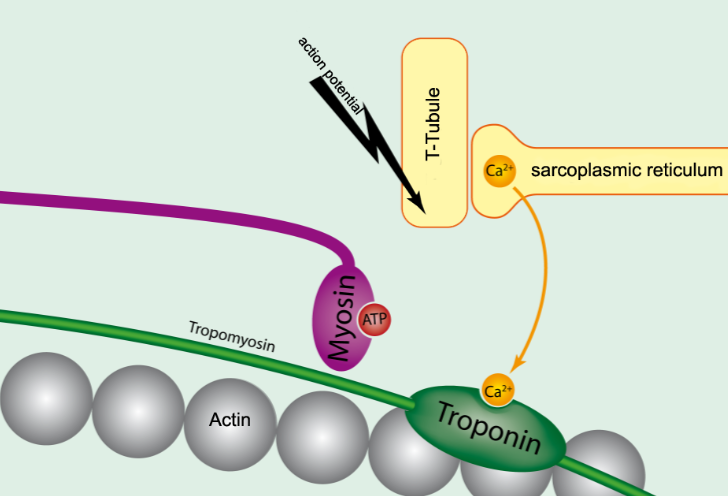 action potential
T-Tubule
Ca²⁺
sarcoplasmic reticulum
Myosin
ATP
Tropomyosin
Ca²⁺
Actin
Troponin